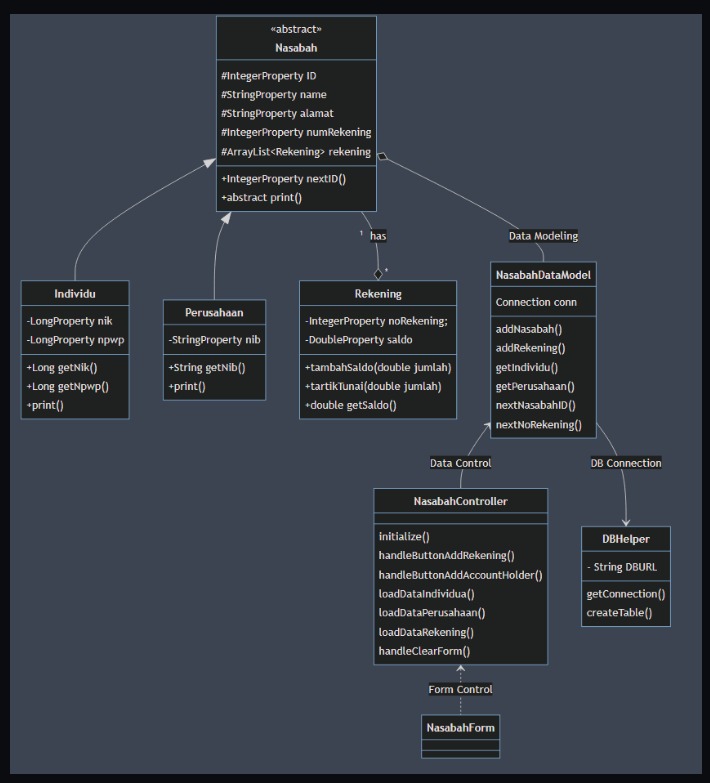 «abstract»
Nasabah
#IntegerProperty ID
#StringProperty name
#StringProperty alamat
#IntegerProperty numRekening
#ArrayList<Rekening> rekening
+IntegerProperty nextID()
+abstract print()
1 has
*
Data Modeling
Individu
-LongProperty nik
-LongProperty npwp
+Long getNik()
+Long getNpwp()
+print()
Perusahaan
-StringProperty nib
+String getNib()
+print()
Rekening
-IntegerProperty noRekening;
-DoubleProperty saldo
+tambahSaldo(double jumlah)
+tartikTunai(double jumlah)
+double getSaldo()
NasabahDataModel
Connection conn
addNasabah()
addRekening()
getIndividu()
getPerusahaan()
nextNasabahID()
nextNoRekening()
Data Control
DB Connection
NasabahController
initialize()
handleButtonAddRekening()
handleButtonAddAccountHolder()
loadDataIndividua()
loadDataPerusahaan()
loadDataRekening()
handleClearForm()
DBHelper
- String DBURL
getConnection()
createTable()
Form Control
NasabahForm